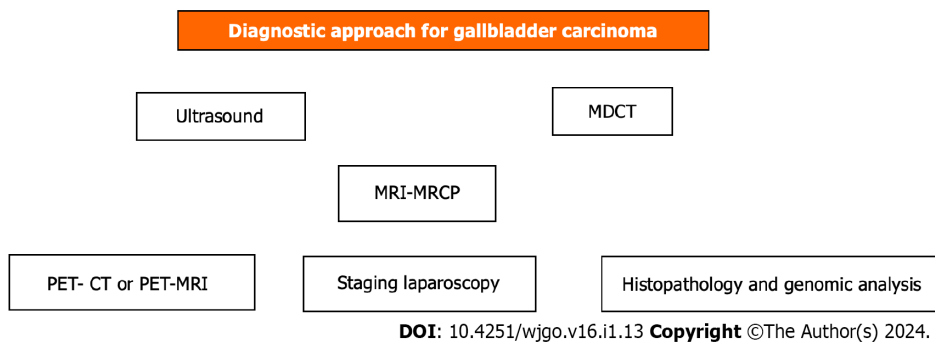 Diagnostic approach for gallbladder carcinoma
Ultrasound
MDCT
MRI-MRCP
PET- CT or PET-MRI
Staging laparoscopy
Histopathology and genomic analysis
DOI: 10.4251/wjgo.v16.i1.13 Copyright ©The Author(s) 2024.